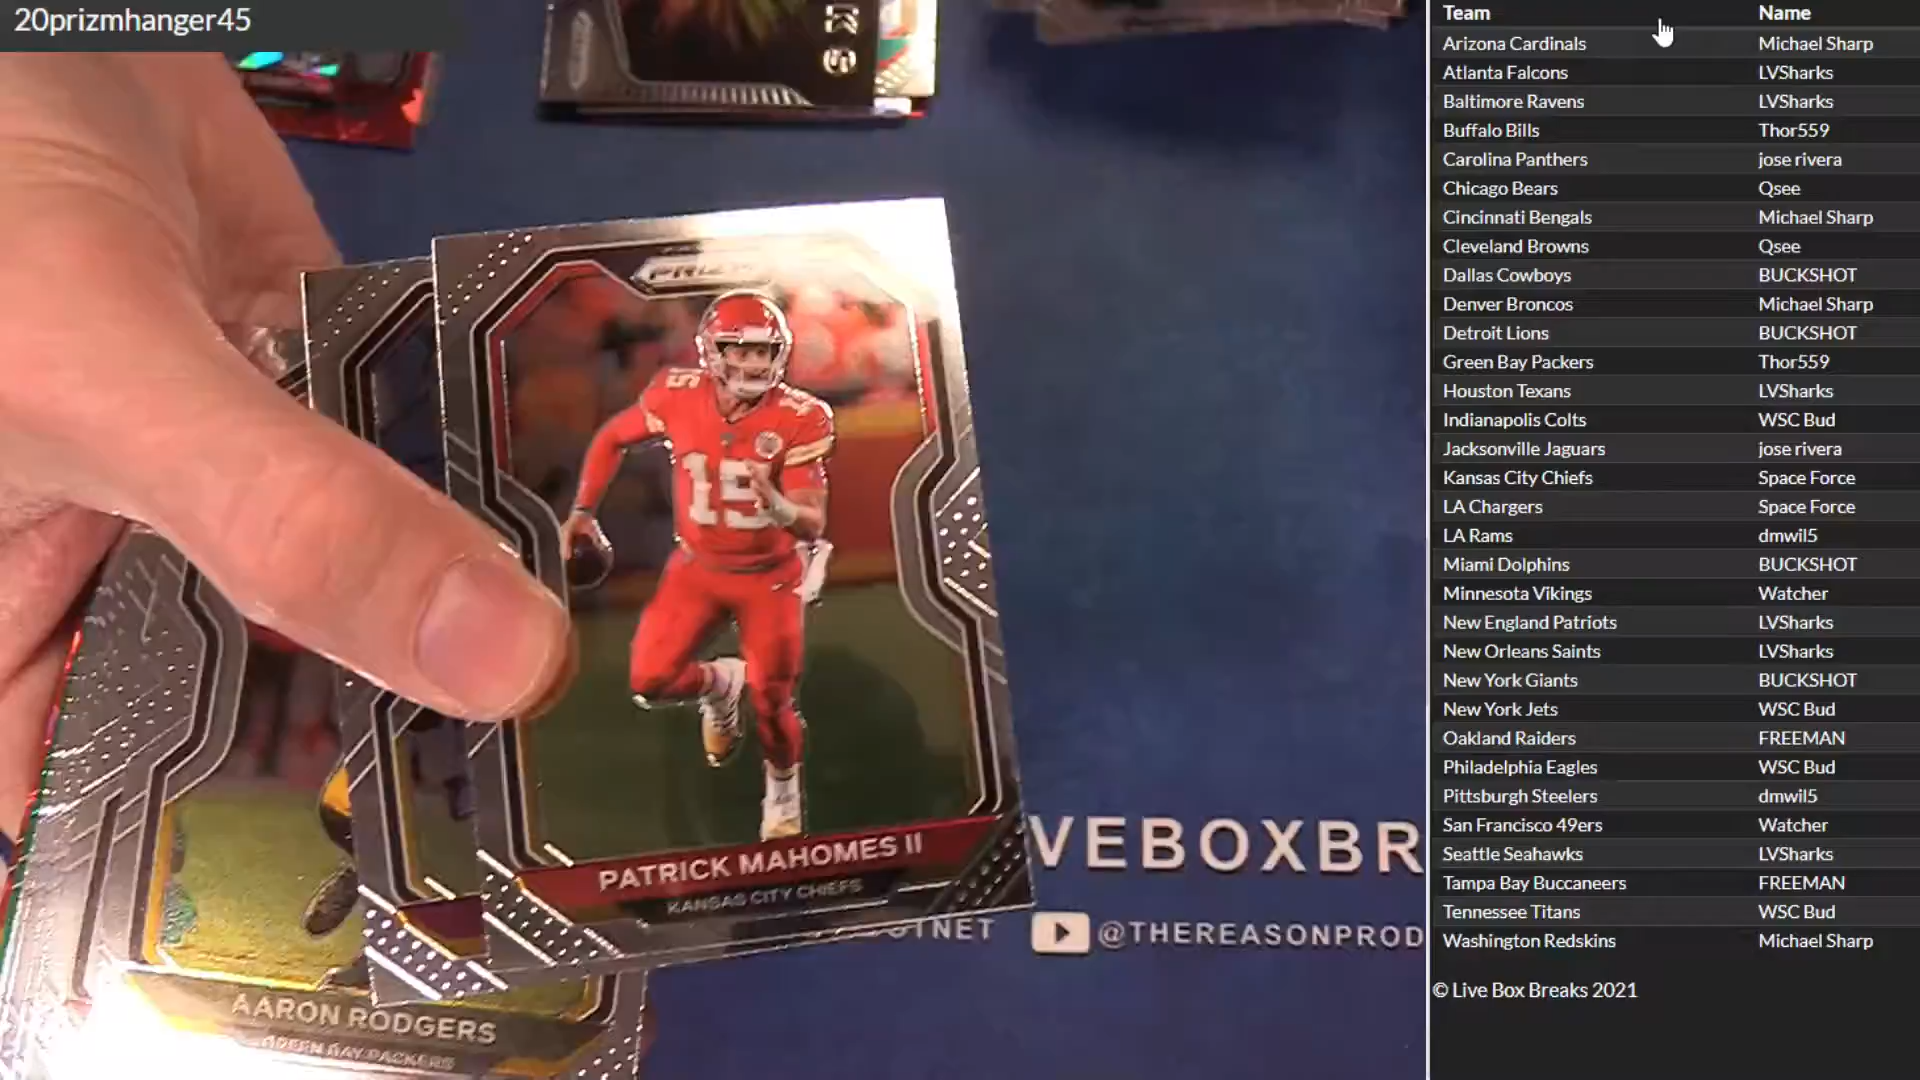 20prizmhanger45
KS
PRIZM
15
15
PATRICK MAHOMES II
KANSAS CITY CHIEFS
AARON RODGERS
GREEN BAY PACKERS
VEBOXBR
OTNET
@THEREASONPROD
Team Name
Arizona Cardinals Michael Sharp
Atlanta Falcons LVSharks
Baltimore Ravens LVSharks
Buffalo Bills Thor559
Carolina Panthers jose rivera
Chicago Bears Qsee
Cincinnati Bengals Michael Sharp
Cleveland Browns Qsee
Dallas Cowboys BUCKSHOT
Denver Broncos Michael Sharp
Detroit Lions BUCKSHOT
Green Bay Packers Thor559
Houston Texans LVSharks
Indianapolis Colts WSC Bud
Jacksonville Jaguars jose rivera
Kansas City Chiefs Space Force
LA Chargers Space Force
LA Rams dmwil5
Miami Dolphins BUCKSHOT
Minnesota Vikings Watcher
New England Patriots LVSharks
New Orleans Saints LVSharks
New York Giants BUCKSHOT
New York Jets WSC Bud
Oakland Raiders FREEMAN
Philadelphia Eagles WSC Bud
Pittsburgh Steelers dmwil5
San Francisco 49ers Watcher
Seattle Seahawks LVSharks
Tampa Bay Buccaneers FREEMAN
Tennessee Titans WSC Bud
Washington Redskins Michael Sharp
© Live Box Breaks 2021